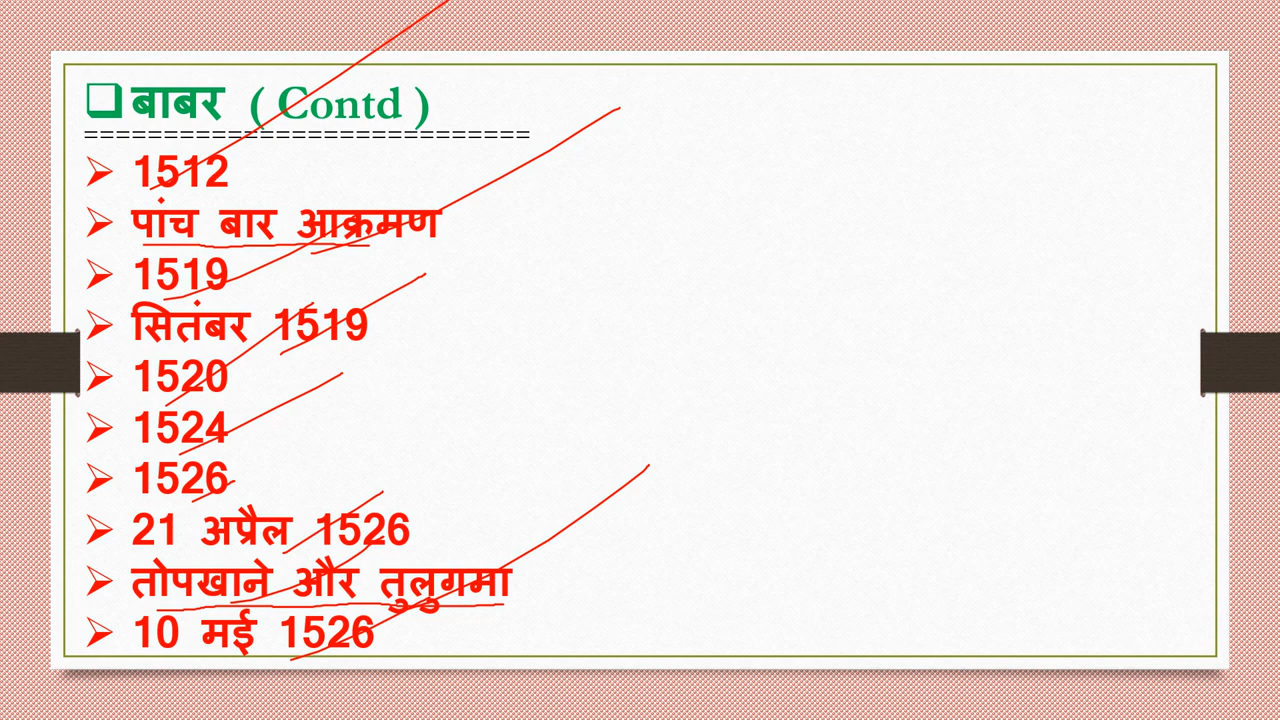 ❑ बाबर ( Contd )
============================
➢ 1512
➢ पांच बार आक्रमण
➢ 1519
➢ सितंबर 1519
➢ 1520
➢ 1524
➢ 1526
➢ 21 अप्रैल 1526
➢ तोपखाने और तुलुगमा
➢ 10 मई 1526